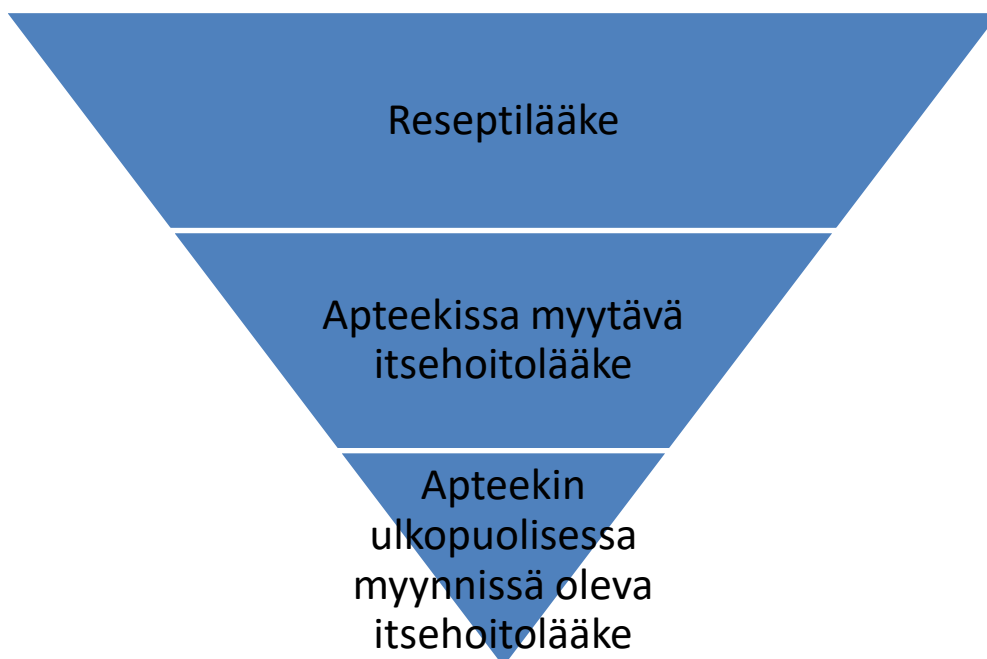 Reseptilääke
Apteekissa myytävä
itsehoitolääke
Apteekin
ulkopuolisessa
myynnissä oleva
itsehoitolääke